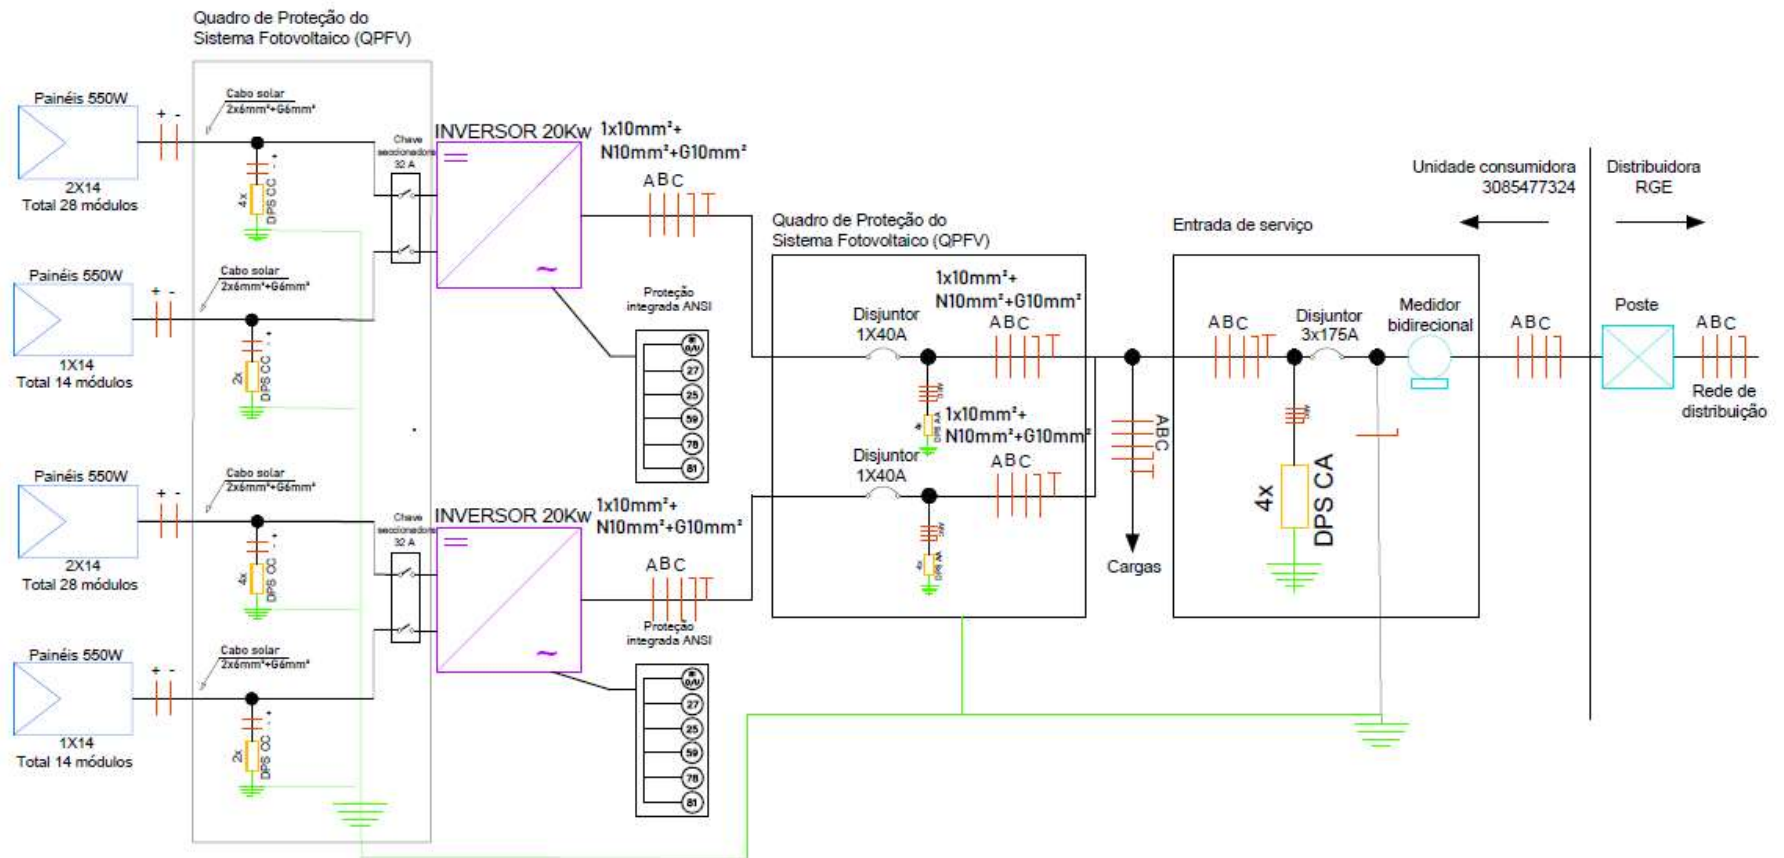 Quadro de Proteção do
Sistema Fotovoltaico (QPFV)
Painéis 550W
+ -
Cabo solar
2x6mm²+G6mm²
2X14
Total 28 módulos
+ -
4x
DPS CC
Chave
seccionadora
32 A
INVERSOR 20Kw
1x10mm²+
N10mm²+G10mm²
ABC
Painéis 550W
+ -
Cabo solar
2x6mm²+G6mm²
1X14
Total 14 módulos
+ -
2x
DPS CC
Proteção
integrada ANSI
27
25
59
78
81
Painéis 550W
+ -
Cabo solar
2x6mm²+G6mm²
2X14
Total 28 módulos
+ -
4x
DPS CC
Chave
seccionadora
32 A
INVERSOR 20Kw
1x10mm²+
N10mm²+G10mm²
ABC
Painéis 550W
+ -
Cabo solar
2x6mm²+G6mm²
1X14
Total 14 módulos
+ -
2x
DPS CC
Proteção
integrada ANSI
27
25
59
78
81
Quadro de Proteção do
Sistema Fotovoltaico (QPFV)
1x10mm²+
N10mm²+G10mm²
Disjuntor
1X40A
ABC
1x10mm²+
N10mm²+G10mm²
Disjuntor
1X40A
ABC
4x
ABC
Cargas
Entrada de serviço
ABC
Disjuntor
3x175A
Medidor
bidirecional
4x
DPS CA
ABC
Unidade consumidora
3085477324
Distribuidora
RGE
Poste
ABC
Rede de
distribuição